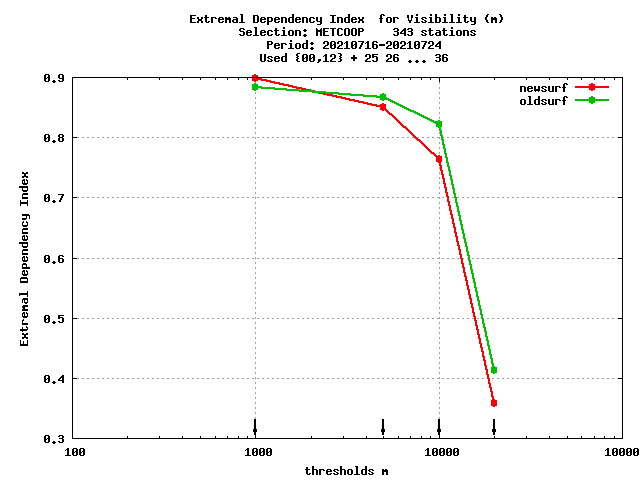 Extremal Dependency Index  for Visibility (m)
Selection: METCOOP    343 stations
Period: 20210716-20210724
Used {00,12} + 25 26 ... 36
newsurf
oldsurf
0.9
0.8
0.7
0.6
0.5
0.4
0.3
Extremal Dependency Index
100 1000 10000 10000
thresholds m